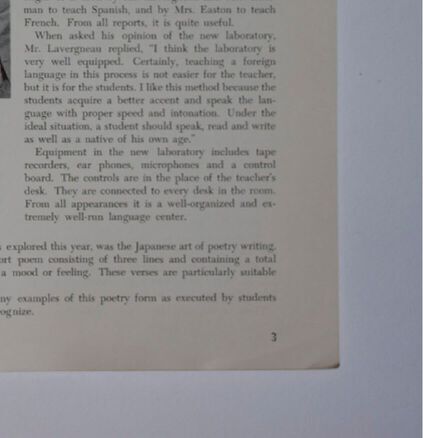 man to teach Spanish, and by Mrs. Easton to teach
French. From all reports, it is quite useful.
When asked his opinion of the new laboratory,
Mr. Lavergneau replied, "I think the laboratory is
very well equipped. Certainly, teaching a foreign
language in this process is not easier for the teacher,
but it is for the students. I like this method because the
students acquire a better accent and speak the lan-
guage with proper speed and intonation. Under the
ideal situation, a student should speak, read and write
as well as a native of his own age."
Equipment in the new laboratory includes tape
recorders, ear phones, microphones and a control
board. The controls are in the place of the teacher's
desk. They are connected to every desk in the room.
From all appearances it is a well-organized and ex-
tremely well-run language center.
explored this year, was the Japanese art of poetry writing.
ort poem consisting of three lines and containing a total
a mood or feeling. These verses are particularly suitable
ny examples of this poetry form as executed by students
ognize.
3